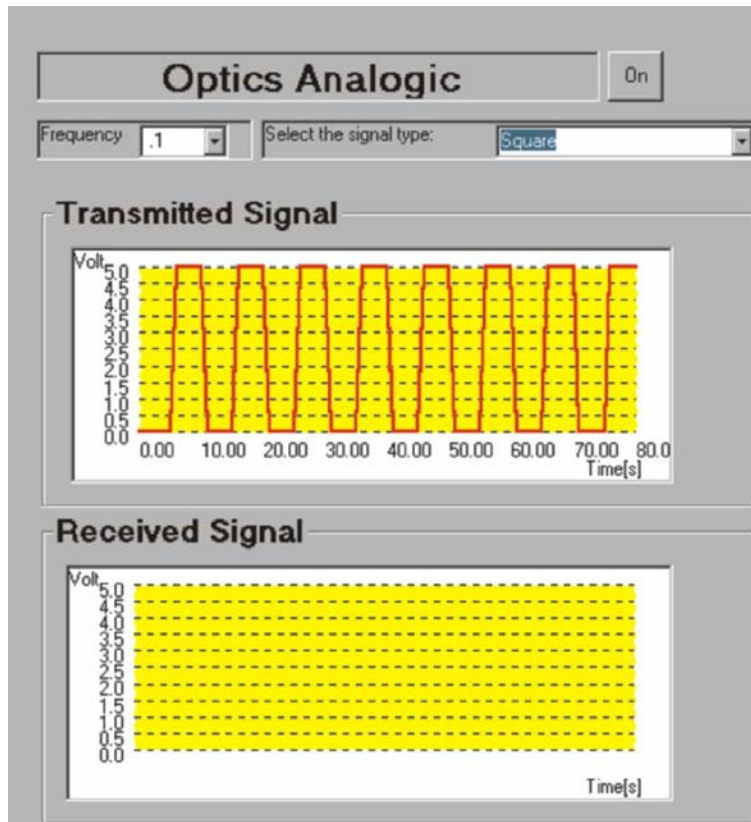 Optics Analogic
On
Frequency .1 Select the signal type: Square
Transmitted Signal
Volt
5.0
4.5
4.0
3.5
3.0
2.5
2.0
1.5
1.0
0.5
0.0
0.00 10.00 20.00 30.00 40.00 50.00 60.00 70.00 80.0
Time[s]
Received Signal
Volt
5.0
4.5
4.0
3.5
3.0
2.5
2.0
1.5
1.0
0.5
0.0
Time[s]